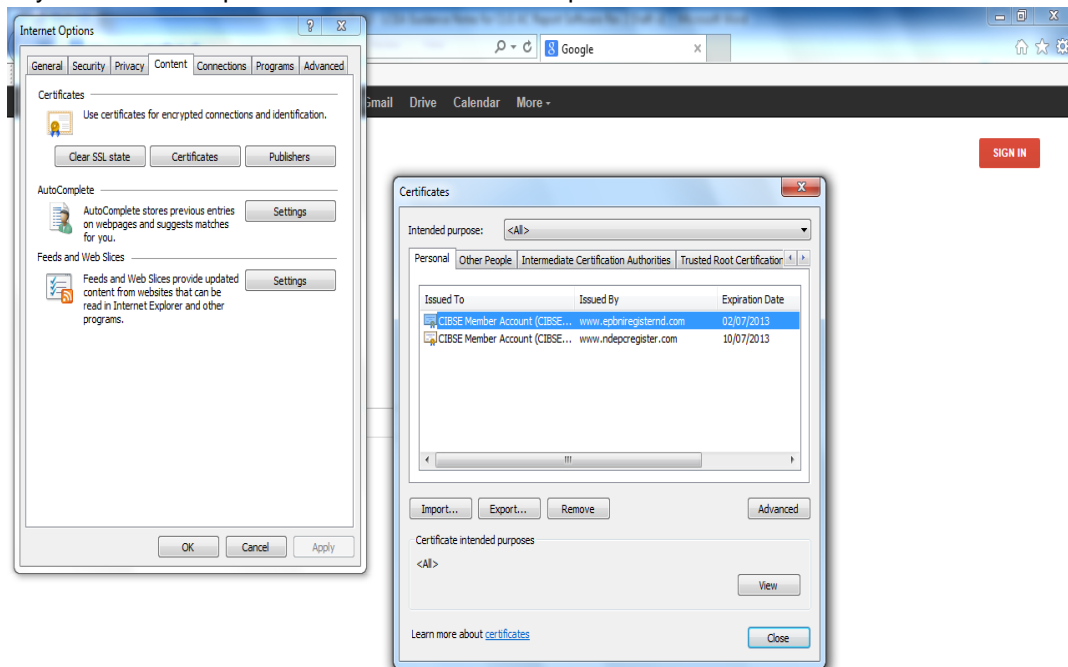 Internet Options
General Security Privacy Content Connections Programs Advanced
Certificates
Use certificates for encrypted connections and identification.
Clear SSL state Certificates Publishers
AutoComplete
AutoComplete stores previous entries
on webpages and suggests matches
for you.
Settings
Feeds and Web Slices
Feeds and Web Slices provide updated
content from websites that can be
read in Internet Explorer and other
programs.
Settings
OK Cancel Apply
Google
Gmail Drive Calendar More
SIGN IN
Certificates
Intended purpose: <All>
Personal Other People Intermediate Certification Authorities Trusted Root Certification
Issued To Issued By Expiration Date
CIBSE Member Account (CIBSE... www.epbniregisternd.com 02/07/2013
CIBSE Member Account (CIBSE... www.ndepcregister.com 10/07/2013
Import... Export... Remove Advanced
Certificate intended purposes
<All>
View
Learn more about certificates
Close